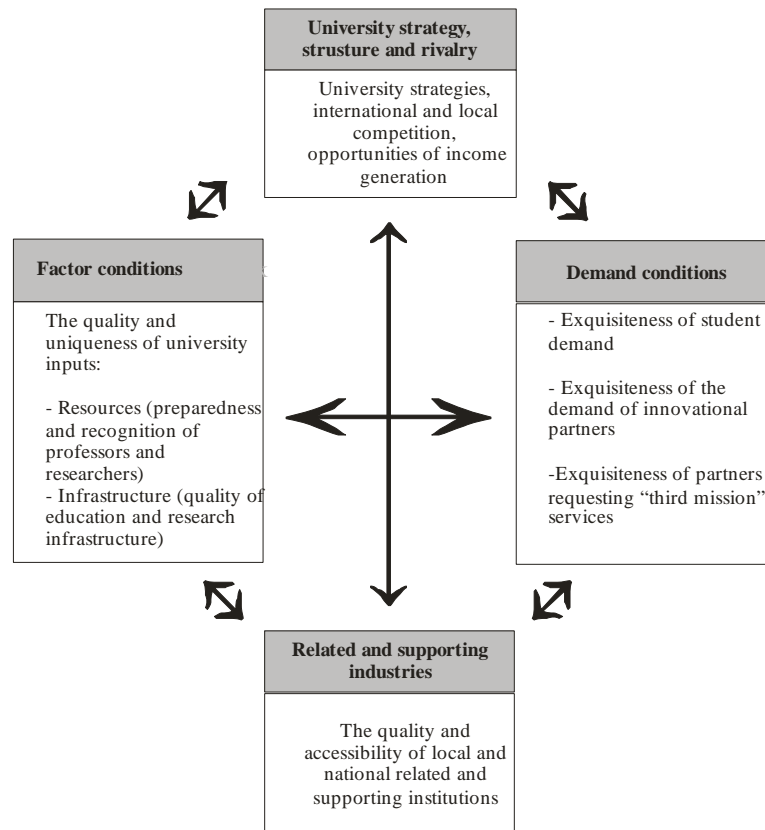 University strategy,
strusture and rivalry
University strategies,
international and local
competition,
opportunities of income
generation
Factor conditions
The quality and
uniqueness of university
inputs:
- Resources (preparedness
and recognition of
professors and
researchers)
- Infrastructure (quality of
education and research
infrastructure)
Demand conditions
- Exquisiteness of student
demand
- Exquisiteness of the
demand of innovational
partners
-Exquisiteness of partners
requesting “third mission”
services
Related and supporting
industries
The quality and
accessibility of local and
national related and
supporting institutions